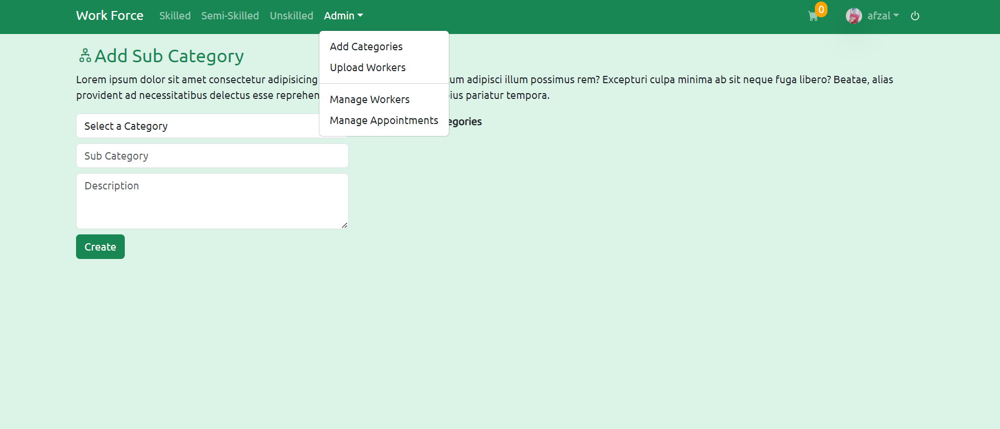 Work Force Skilled Semi-Skilled Unskilled Admin 0 afzal
Add Categories
Upload Workers
Manage Workers
Manage Appointments
Add Sub Category
Lorem ipsum dolor sit amet consectetur adipisicing um adipisci illum possimus rem? Excepturi culpa minima ab sit neque fuga libero? Beatae, alias
provident ad necessitatibus delectus esse reprehen ius pariatur tempora.
Select a Category
egories
Sub Category
Description
Create